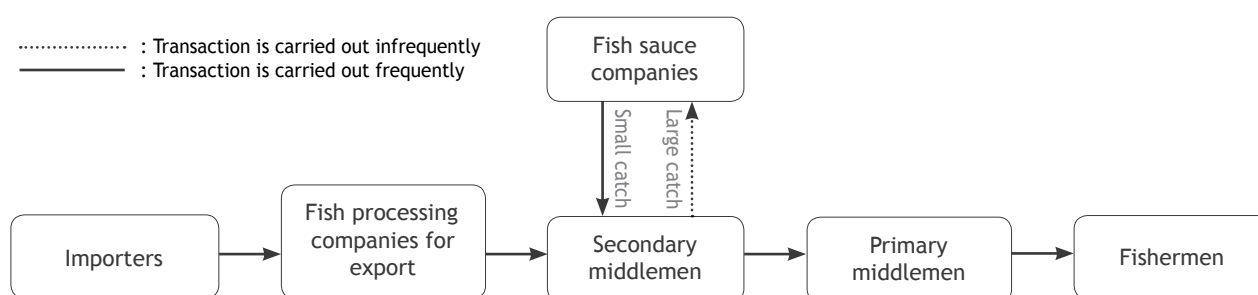 : Transaction is carried out infrequently
: Transaction is carried out frequently
Fish sauce
companies
Small catch
Large catch
Importers
Fish processing
companies for
export
Secondary
middlemen
Primary
middlemen
Fishermen